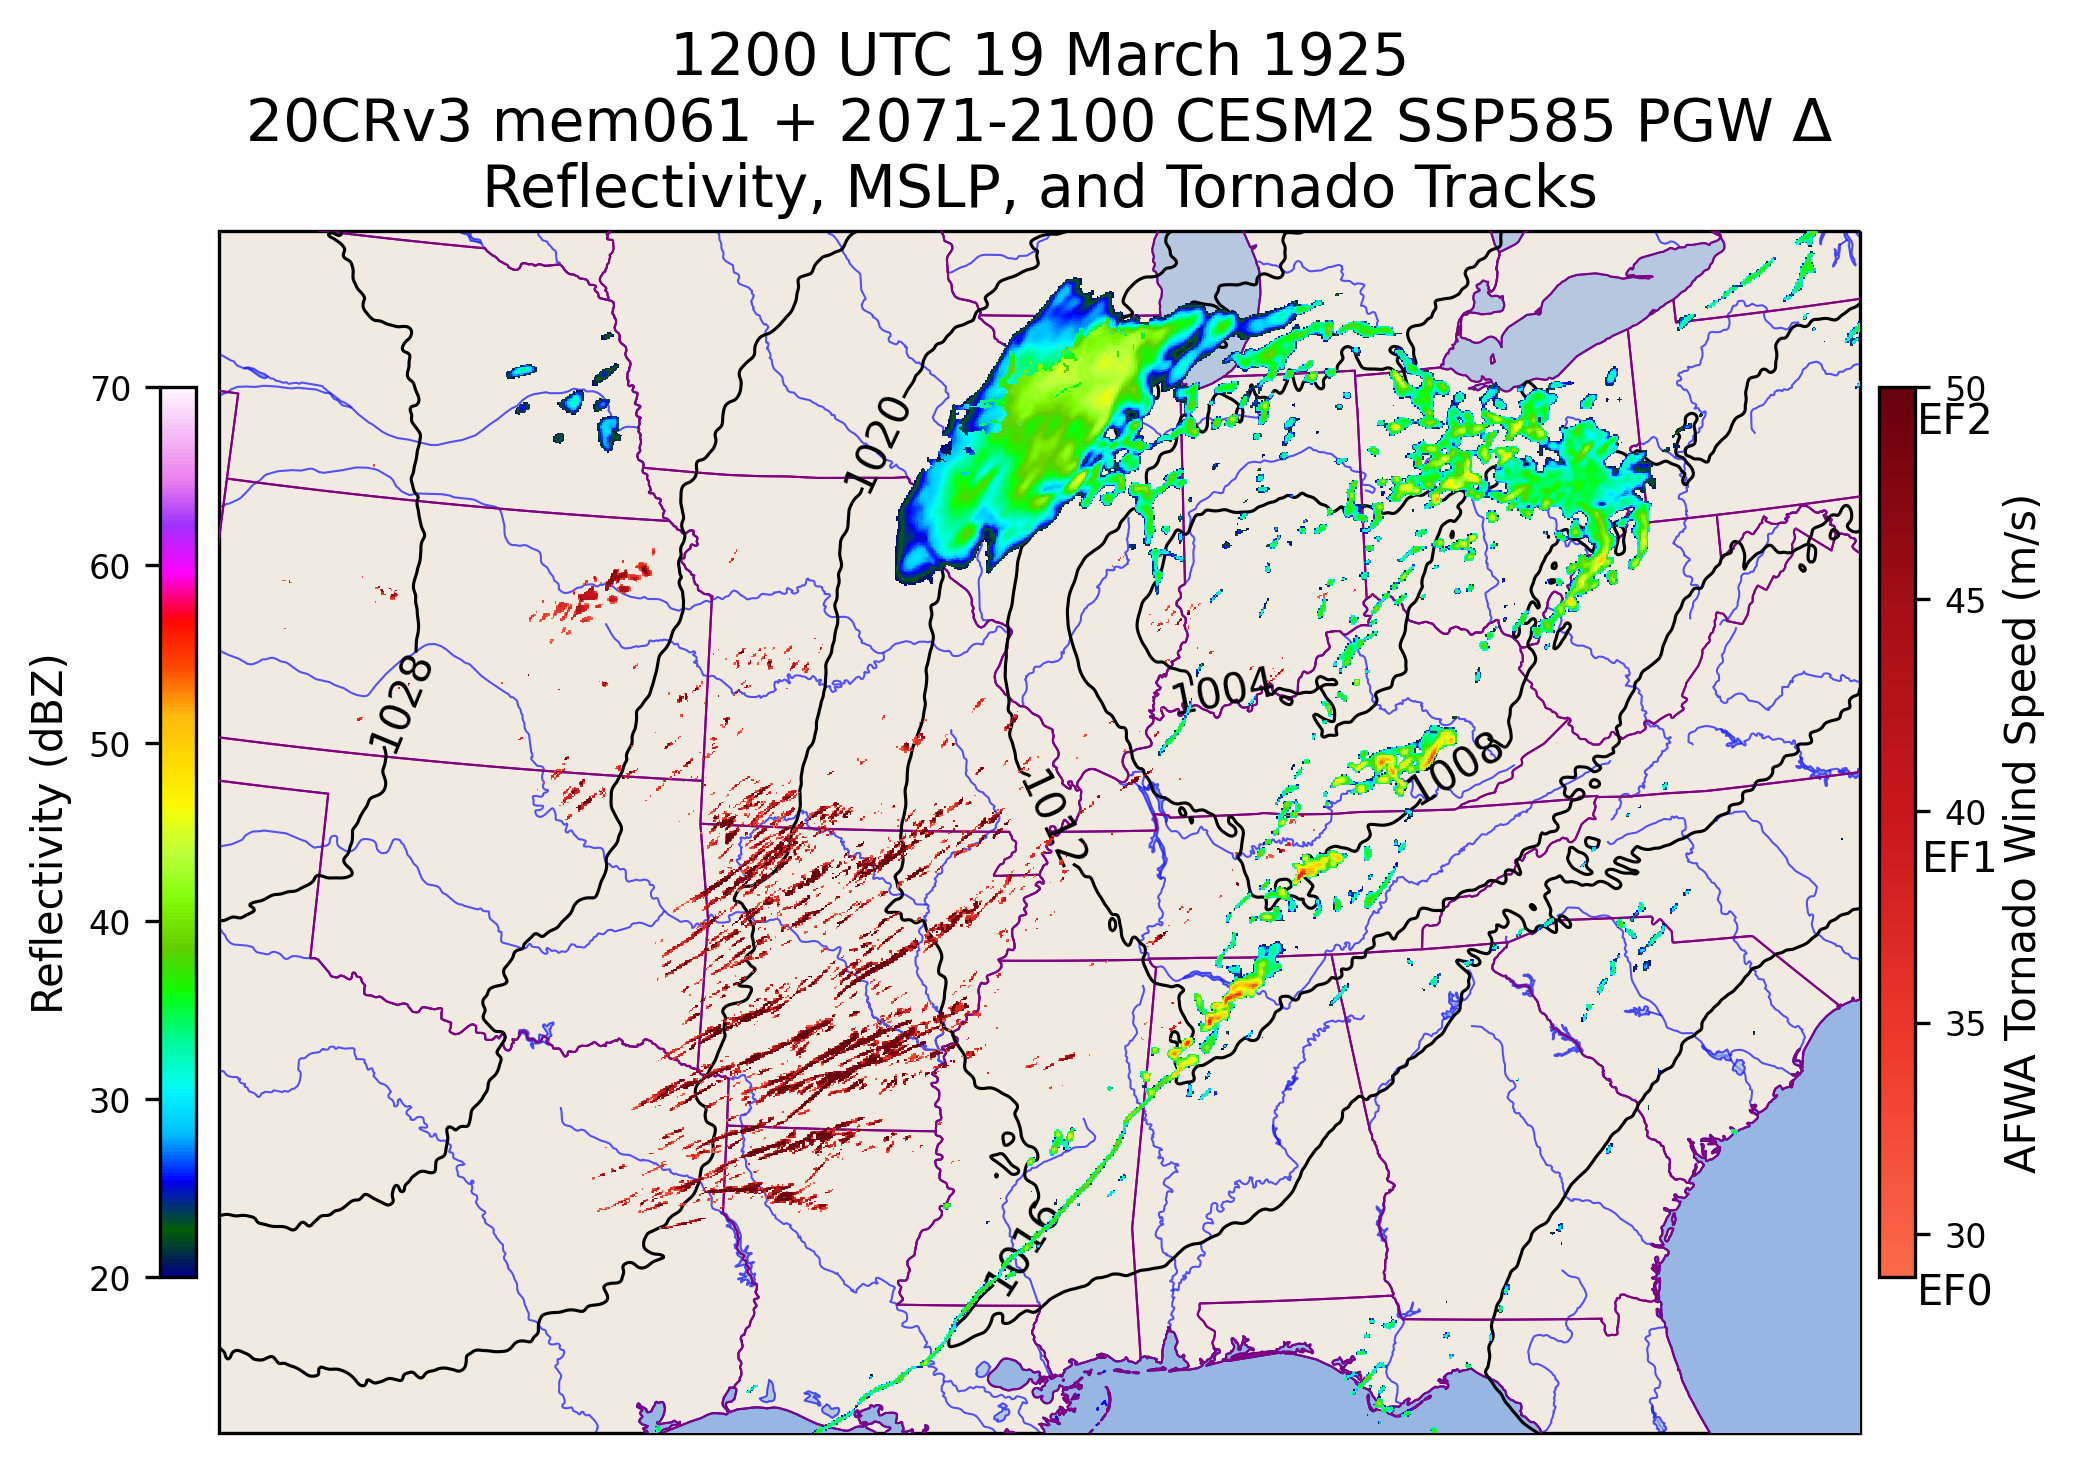 1200 UTC 19 March 1925
20CRv3 mem061 + 2071-2100 CESM2 SSP585 PGW Δ
Reflectivity, MSLP, and Tornado Tracks
Reflectivity (dBZ)
70
60
50
40
30
20
1020
1028
1004
1008
1012
1016
50
EF2
45
40
EF1
35
30
EF0
AFWA Tornado Wind Speed (m/s)